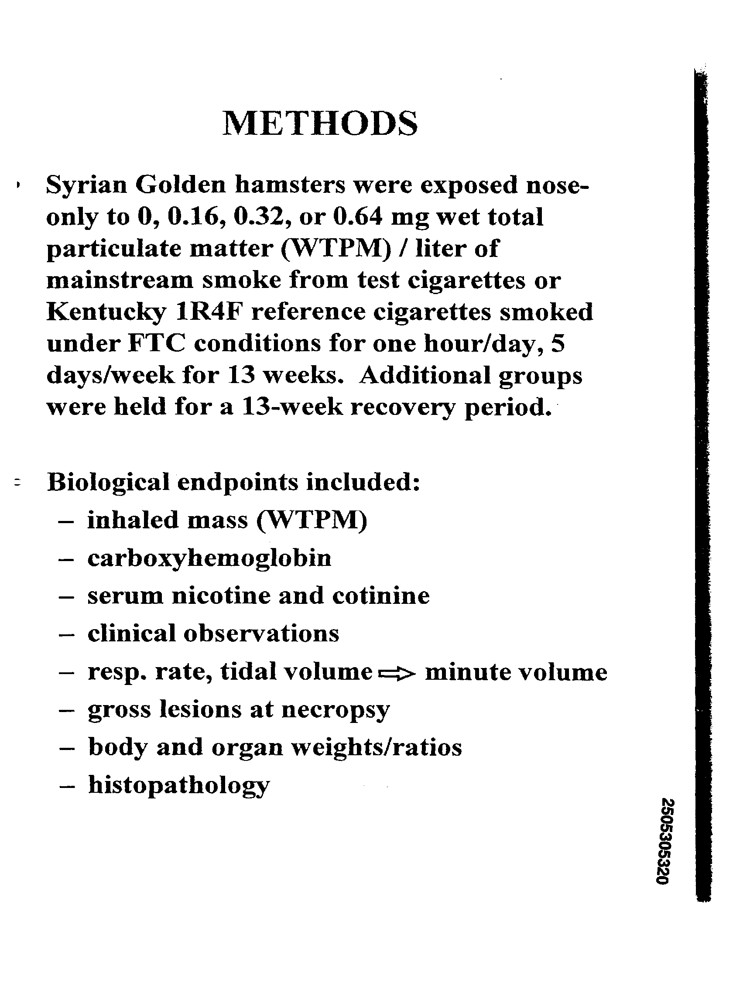 METHODS
Syrian Golden hamsters were exposed nose-
only to 0, 0.16, 0.32, or 0.64 mg wet total
particulate matter (WTPM) / liter of
mainstream smoke from test cigarettes or
Kentucky 1R4F reference cigarettes smoked
under FTC conditions for one hour/day, 5
days/week for 13 weeks. Additional groups
were held for a 13-week recovery period.
Biological endpoints included:
– inhaled mass (WTPM)
– carboxyhemoglobin
– serum nicotine and cotinine
– clinical observations
– resp. rate, tidal volume ⇒ minute volume
– gross lesions at necropsy
– body and organ weights/ratios
– histopathology
2505305320